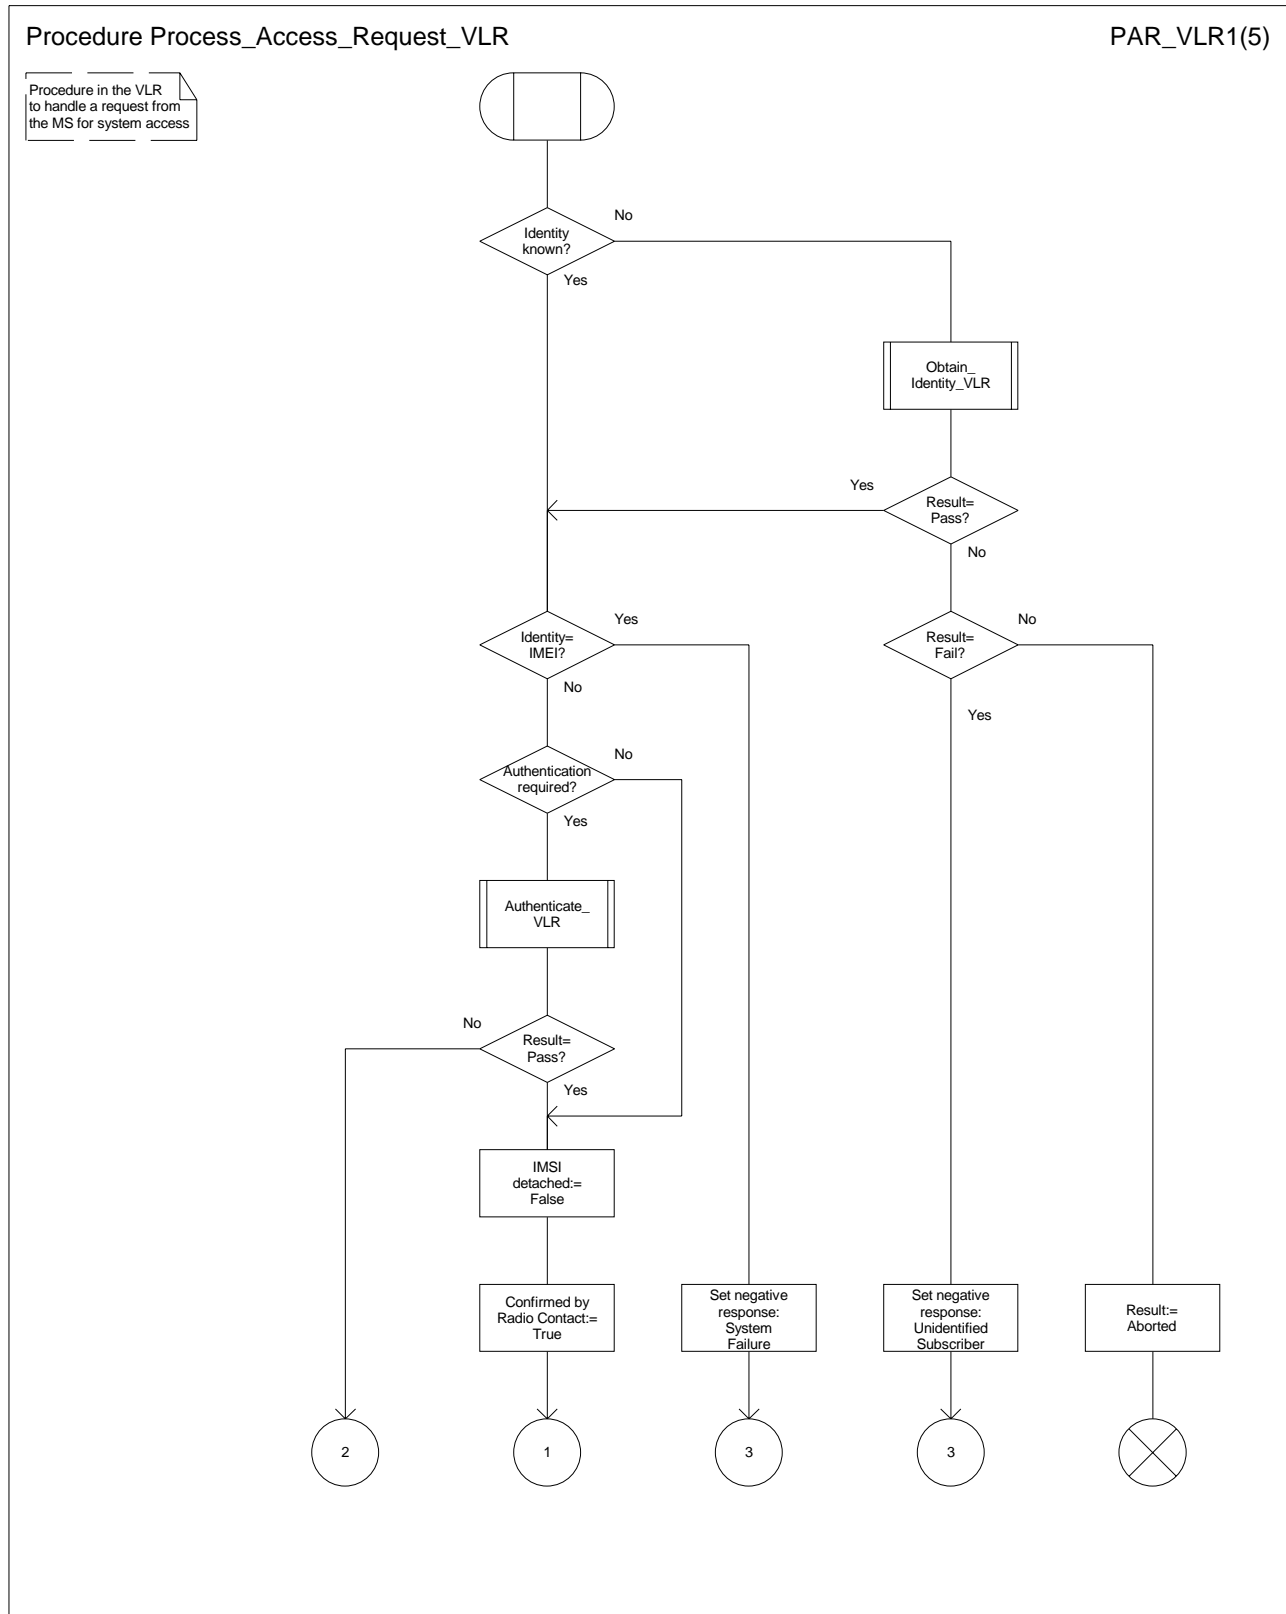 Procedure Process_Access_Request_VLR
PAR_VLR1(5)
Procedure in the VLR
to handle a request from
the MS for system access
No
Identity
known?
Yes
Obtain_
Identity_VLR
Yes
Result=
Pass?
No
Yes
Identity=
IMEI?
No
No
Result=
Fail?
Yes
No
Authentication
required?
Yes
Authenticate_
VLR
No
Result=
Pass?
Yes
IMSI
detached:=
False
Confirmed by
Radio Contact:=
True
Set negative
response:
System
Failure
Set negative
response:
Unidentified
Subscriber
Result:=
Aborted
2
1
3
3